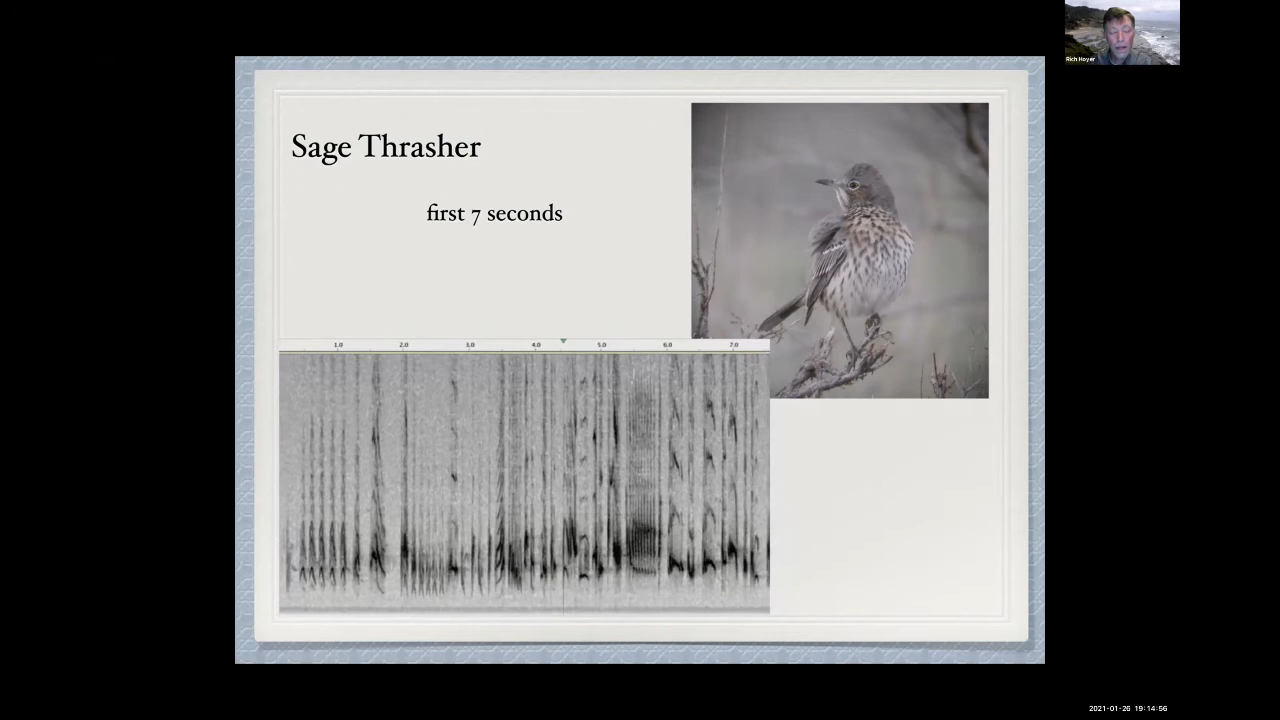 Rich Hoyer
Sage Thrasher
first 7 seconds
1.0 2.0 3.0 4.0 5.0 6.0 7.0
2021-01-26 19:14:56